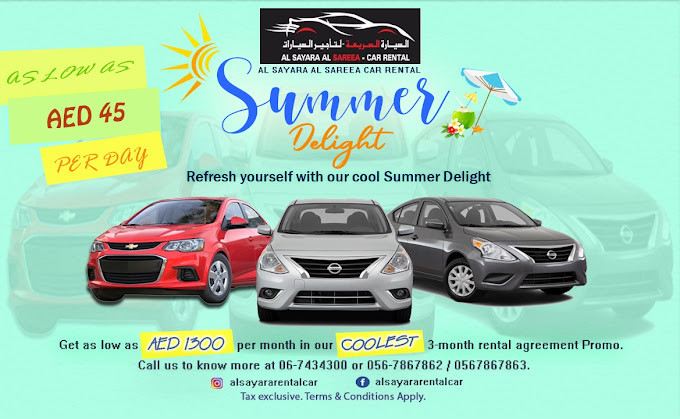 السيارة السريعة - لتأجير السيارات
AL SAYARA AL SAREEA - CAR RENTAL
AL SAYARA AL SAREEA CAR RENTAL
AS LOW AS
AED 45
PER DAY
Summer
Delight
Refresh yourself with our cool Summer Delight
Get as low as AED 1300 per month in our COOLEST 3-month rental agreement Promo.
Call us to know more at 06-7434300 or 056-7867862 / 0567867863.
alsayararentalcar alsayararentalcar
Tax exclusive. Terms & Conditions Apply.